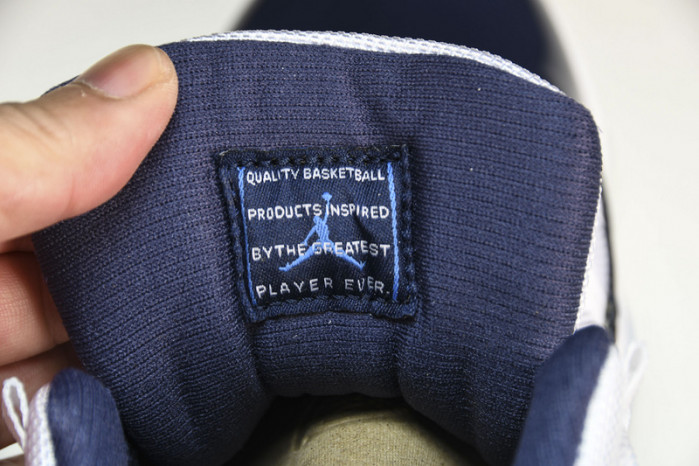 QUALITY BASKETBALL
PRODUCTS INSPIRED
BY THE GREATEST
PLAYER EVER.